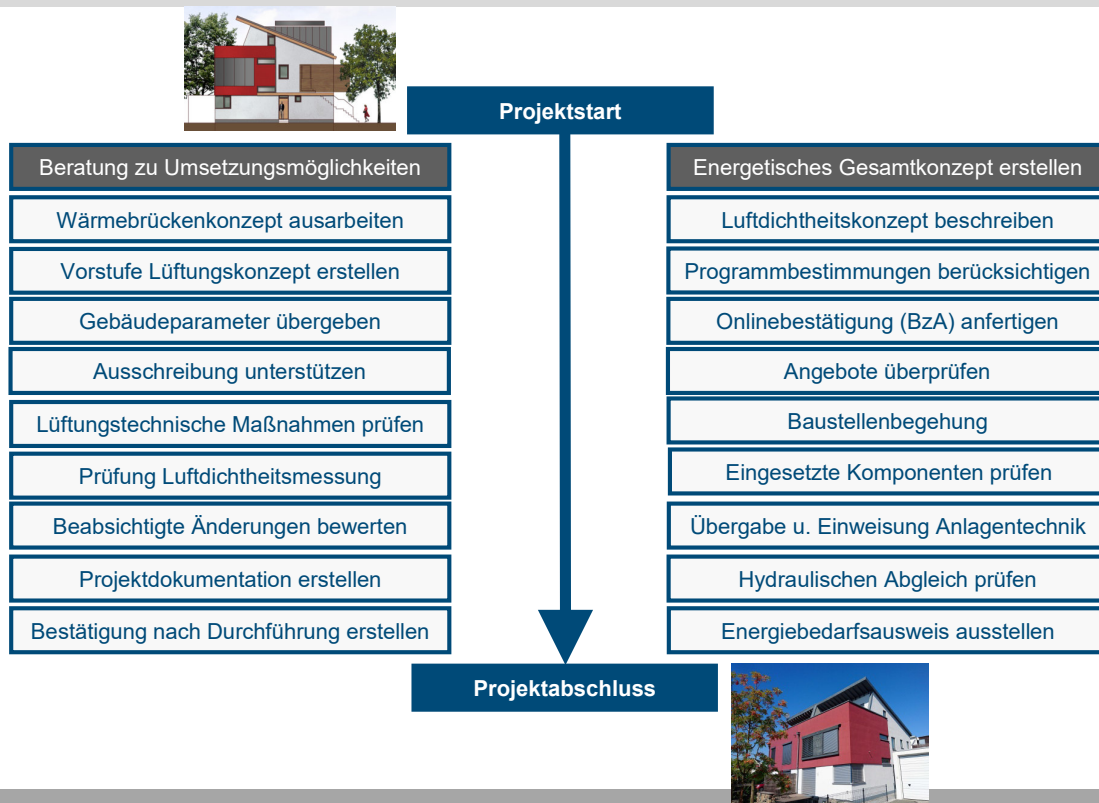 Projektstart
Beratung zu Umsetzungsmöglichkeiten
Wärmebrückenkonzept ausarbeiten
Vorstufe Lüftungskonzept erstellen
Gebäudeparameter übergeben
Ausschreibung unterstützen
Lüftungstechnische Maßnahmen prüfen
Prüfung Luftdichtheitsmessung
Beabsichtigte Änderungen bewerten
Projektdokumentation erstellen
Bestätigung nach Durchführung erstellen
Energetisches Gesamtkonzept erstellen
Luftdichtheitskonzept beschreiben
Programmbestimmungen berücksichtigen
Onlinebestätigung (BzA) anfertigen
Angebote überprüfen
Baustellenbegehung
Eingesetzte Komponenten prüfen
Übergabe u. Einweisung Anlagentechnik
Hydraulischen Abgleich prüfen
Energiebedarfsausweis ausstellen
Projektabschluss